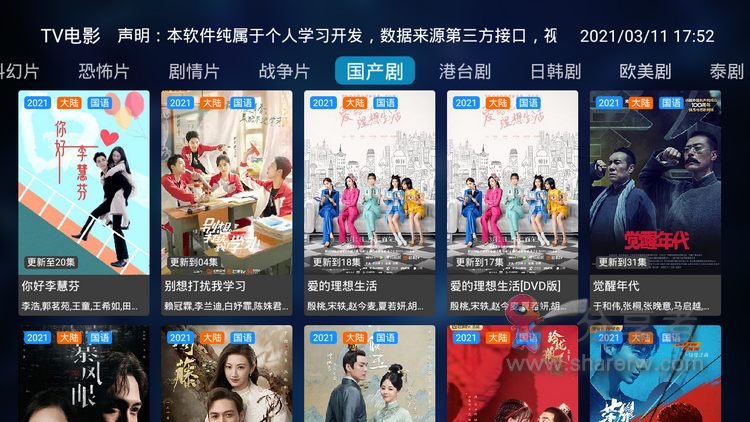 TV电影 声明：本软件纯属于个人学习开发，数据来源第三方接口，视 2021/03/11 17:52
幻片 恐怖片 剧情片 战争片 国产剧 港台剧 日韩剧 欧美剧 泰剧
2021 大陆 国语 2021 大陆 国语 2021 大陆 国语 2021 大陆 国语 2021 大陆 国语
你好 李慧芬
别想打扰我学习
爱的理想生活
爱的理想生活
觉醒年代
更新至20集 更新到04集 更新至18集 更新至18集 更新到31集
你好李慧芬 别想打扰我学习 爱的理想生活 爱的理想生活[DVD版] 觉醒年代
李浩,郭茗苑,王童,王希如,田... 赖冠霖,李兰迪,白妤霏,陈姝君... 殷桃,宋轶,赵今麦,夏若妍,胡... 殷桃,宋轶,赵今麦,夏若妍,胡... 于和伟,张桐,张晚意,马启越,...
2021 大陆 国语 2021 大陆 国语 2021 大陆 国语 2021 大陆 国语 2021 大陆 国语
暴风眼
分享者
www.sharerw.com